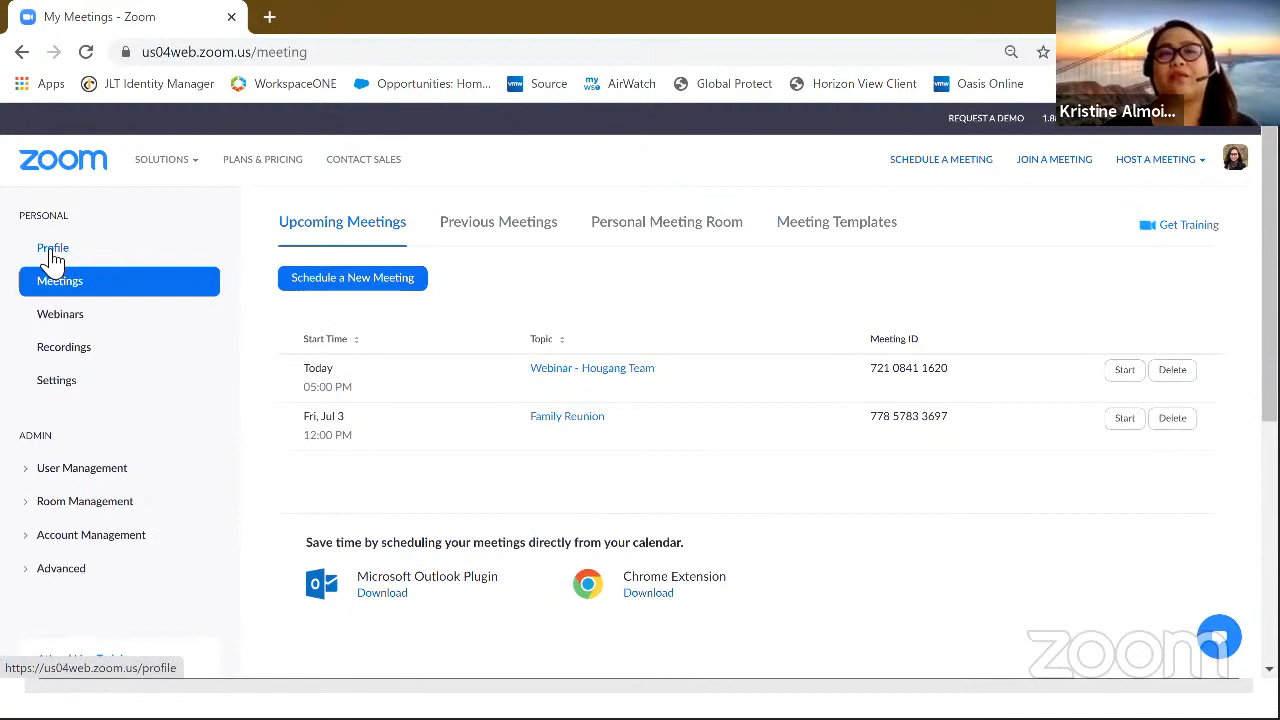 My Meetings - Zoom
us04web.zoom.us/meeting
Apps JLT Identity Manager WorkspaceONE Opportunities: Hom... Source AirWatch Global Protect Horizon View Client Oasis Online
vmw my wso vmw
Kristine Almoi...
REQUEST A DEMO 1.8
zoom SOLUTIONS PLANS & PRICING CONTACT SALES SCHEDULE A MEETING JOIN A MEETING HOST A MEETING
PERSONAL
Profile
Meetings
Webinars
Recordings
Settings
ADMIN
User Management
Room Management
Account Management
Advanced
Upcoming Meetings Previous Meetings Personal Meeting Room Meeting Templates
Get Training
Schedule a New Meeting
Start Time Topic Meeting ID
Today Webinar - Hougang Team 721 0841 1620 Start Delete
05:00 PM
Fri, Jul 3 Family Reunion 778 5783 3697 Start Delete
12:00 PM
Save time by scheduling your meetings directly from your calendar.
Microsoft Outlook Plugin Chrome Extension
Download Download
https://us04web.zoom.us/profile
zoom